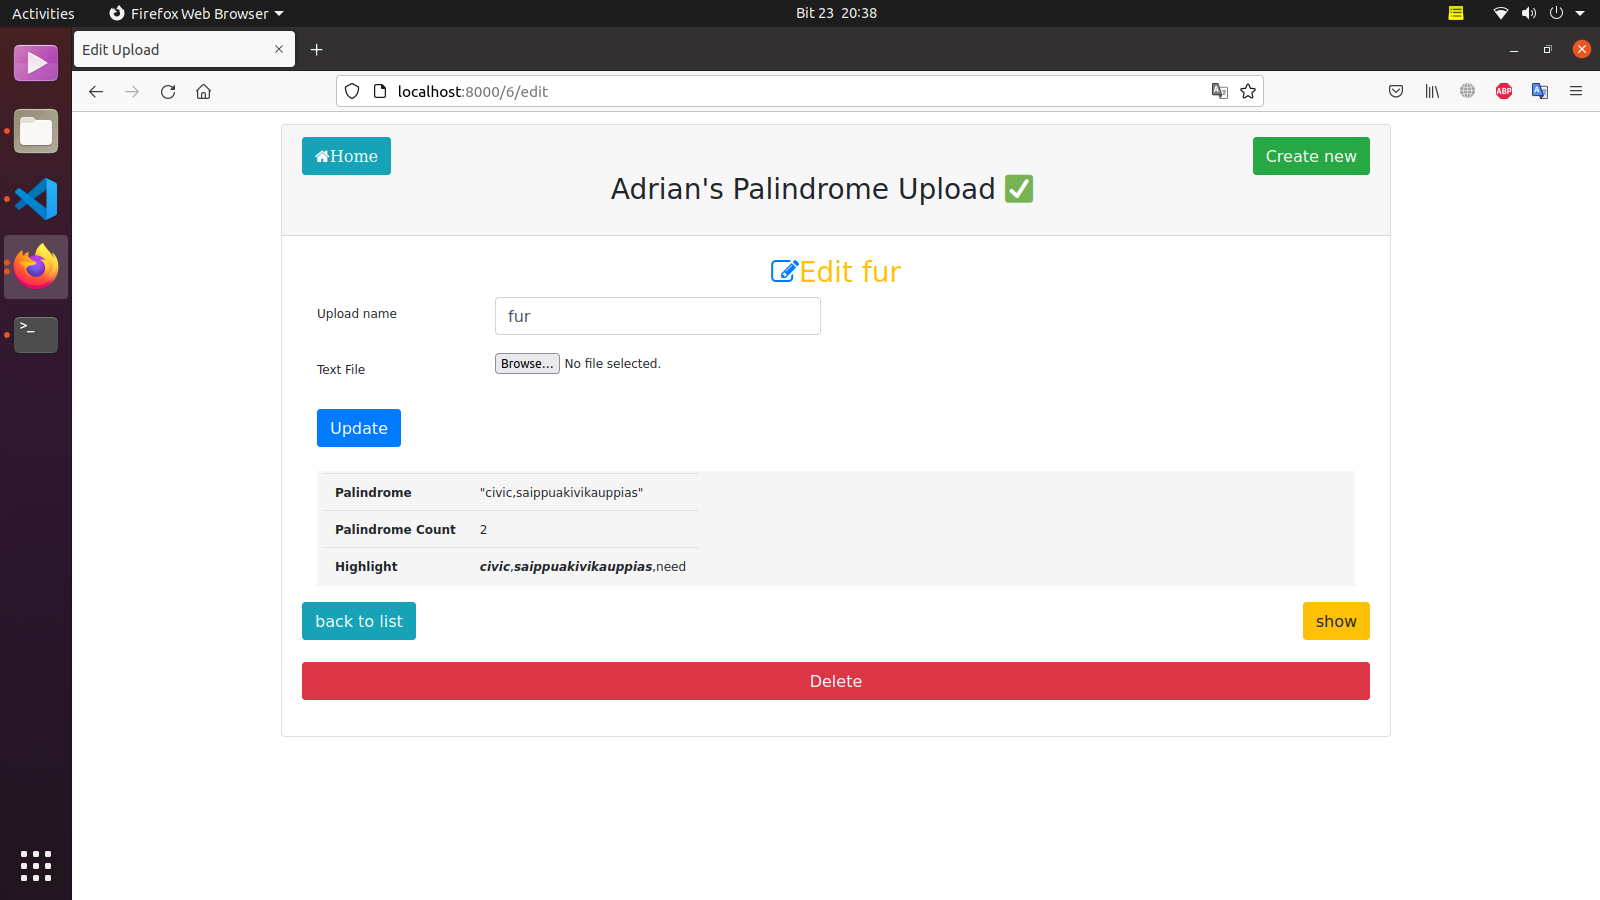 Activities Firefox Web Browser Bit 23 20:38
Edit Upload
localhost:8000/6/edit ABP
Home Create new
Adrian's Palindrome Upload ✅
Edit fur
Upload name fur
Text File Browse... No file selected.
Update
Palindrome "civic,saippuakivikauppias"
Palindrome Count 2
Highlight civic,saippuakivikauppias,need
back to list show
Delete